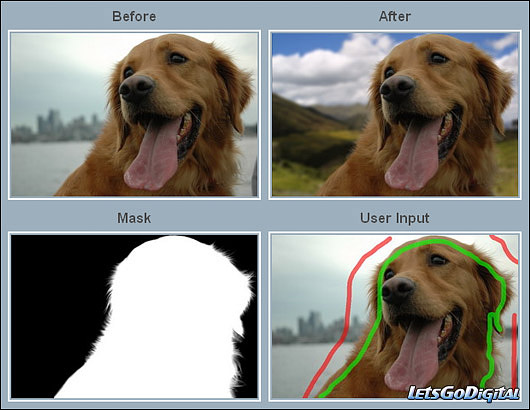 Before
After
Mask
User Input
LETSGODIGITAL